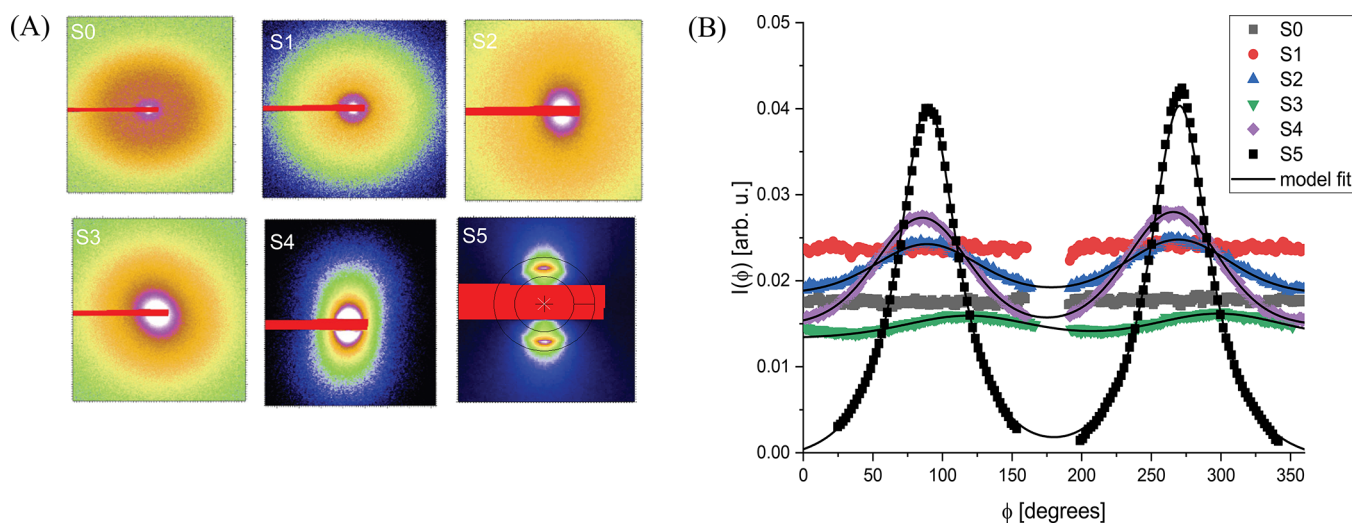 (A)
S0
S1
S2
S3
S4
S5
(B)
I(ϕ) [arb. u.]
0.05
0.04
0.03
0.02
0.01
0.00
0
50
100
150
200
250
300
350
ϕ [degrees]
S0
S1
S2
S3
S4
S5
model fit